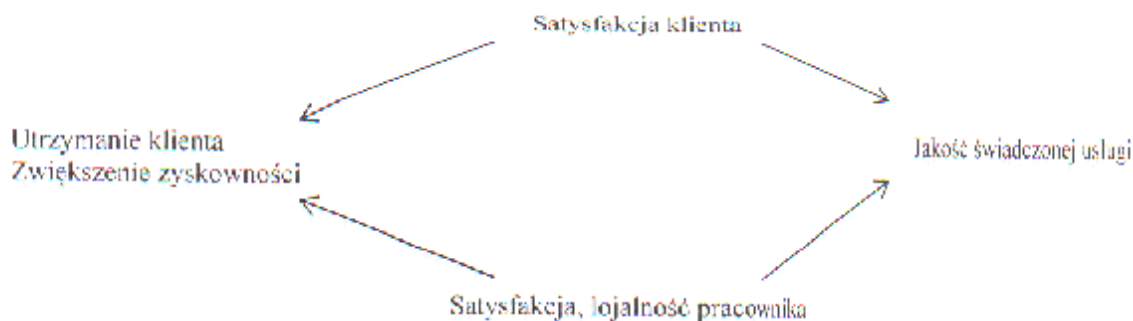 Satysfakcja klienta
Utrzymanie klienta
Zwiększenie zyskowności
Jakość świadczonej usługi
Satysfakcja, lojalność pracownika